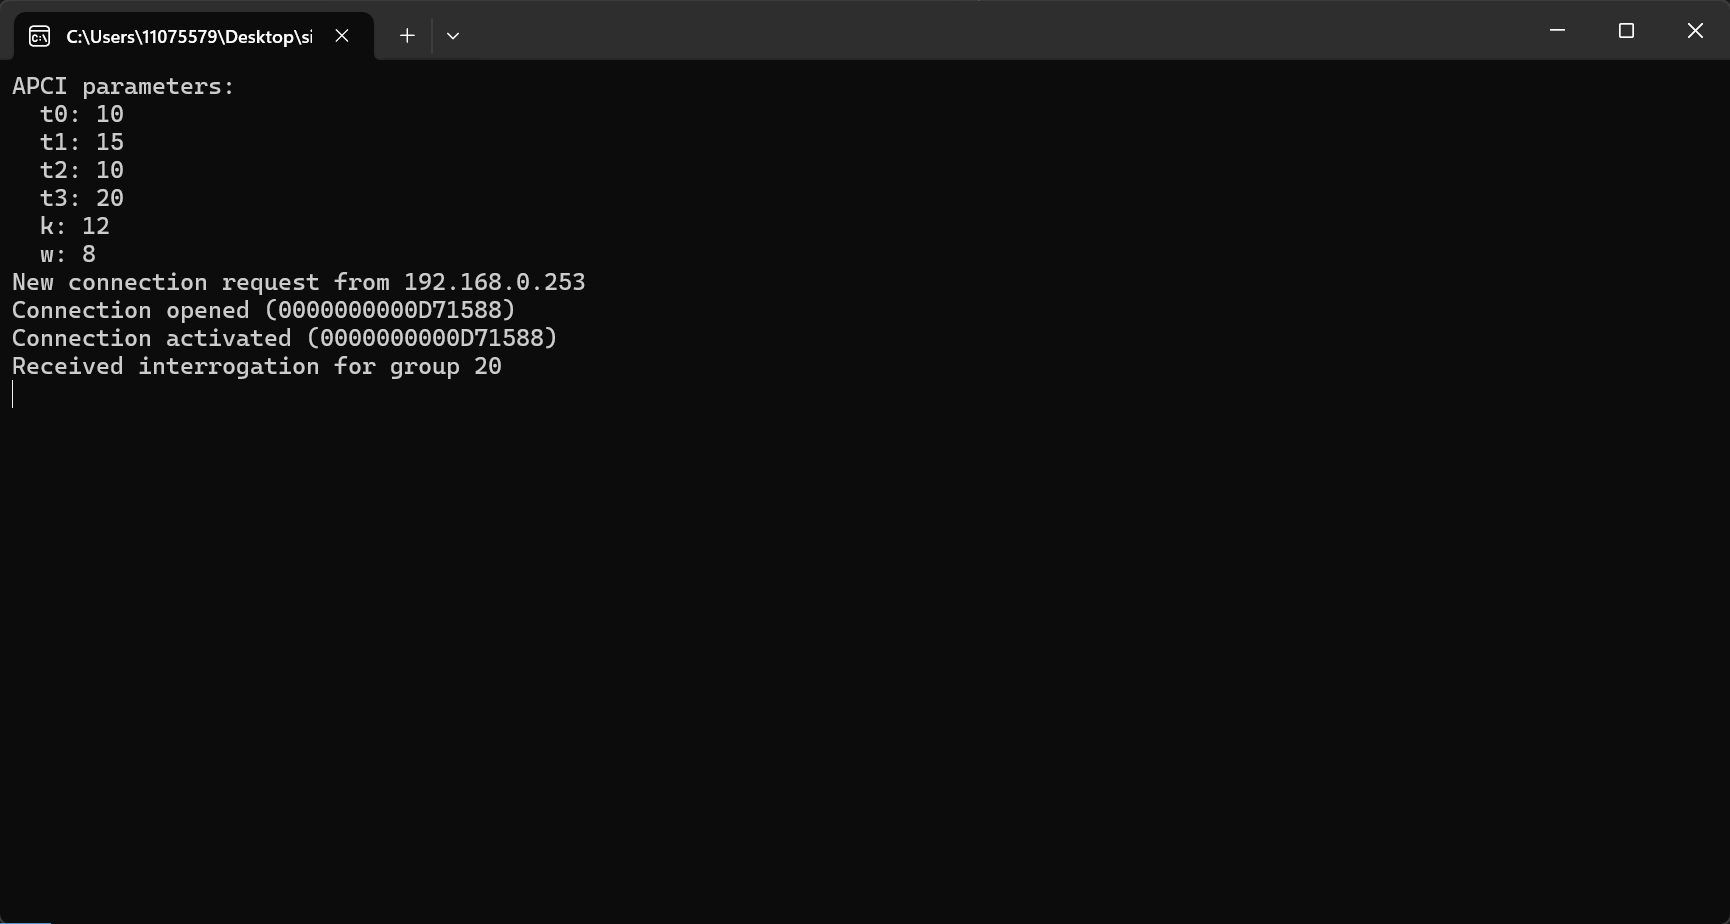 C:\Users\11075579\Desktop\si
APCI parameters:
t0: 10
t1: 15
t2: 10
t3: 20
k: 12
w: 8
New connection request from 192.168.0.253
Connection opened (0000000000D71588)
Connection activated (0000000000D71588)
Received interrogation for group 20